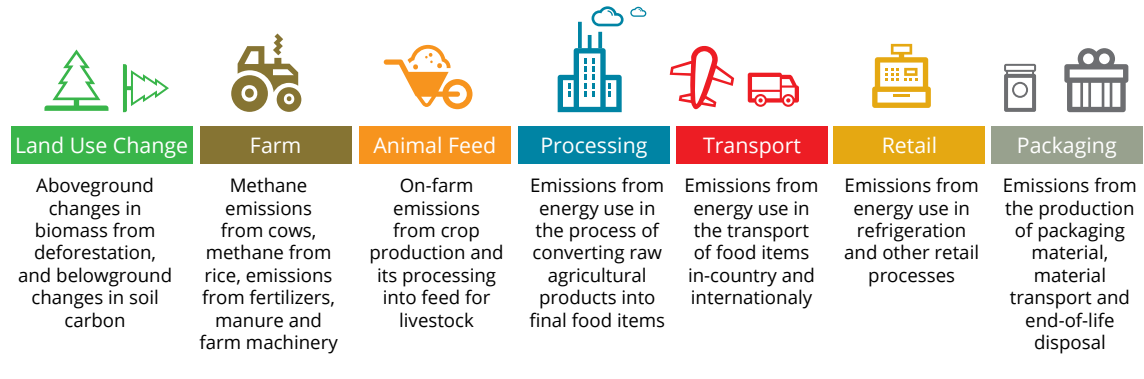 Land Use Change
Farm
Animal Feed
Processing
Transport
Retail
Packaging
Aboveground
changes in
biomass from
deforestation,
and belowground
changes in soil
carbon
Methane
emissions
from cows,
methane from
rice, emissions
from fertilizers,
manure and
farm machinery
On-farm
emissions
from crop
production and
its processing
into feed for
livestock
Emissions from
energy use in
the process of
converting raw
agricultural
products into
final food items
Emissions from
energy use in
the transport
of food items
in-country and
internationaly
Emissions from
energy use in
refrigeration
and other retail
processes
Emissions from
the production
of packaging
material,
material
transport and
end-of-life
disposal